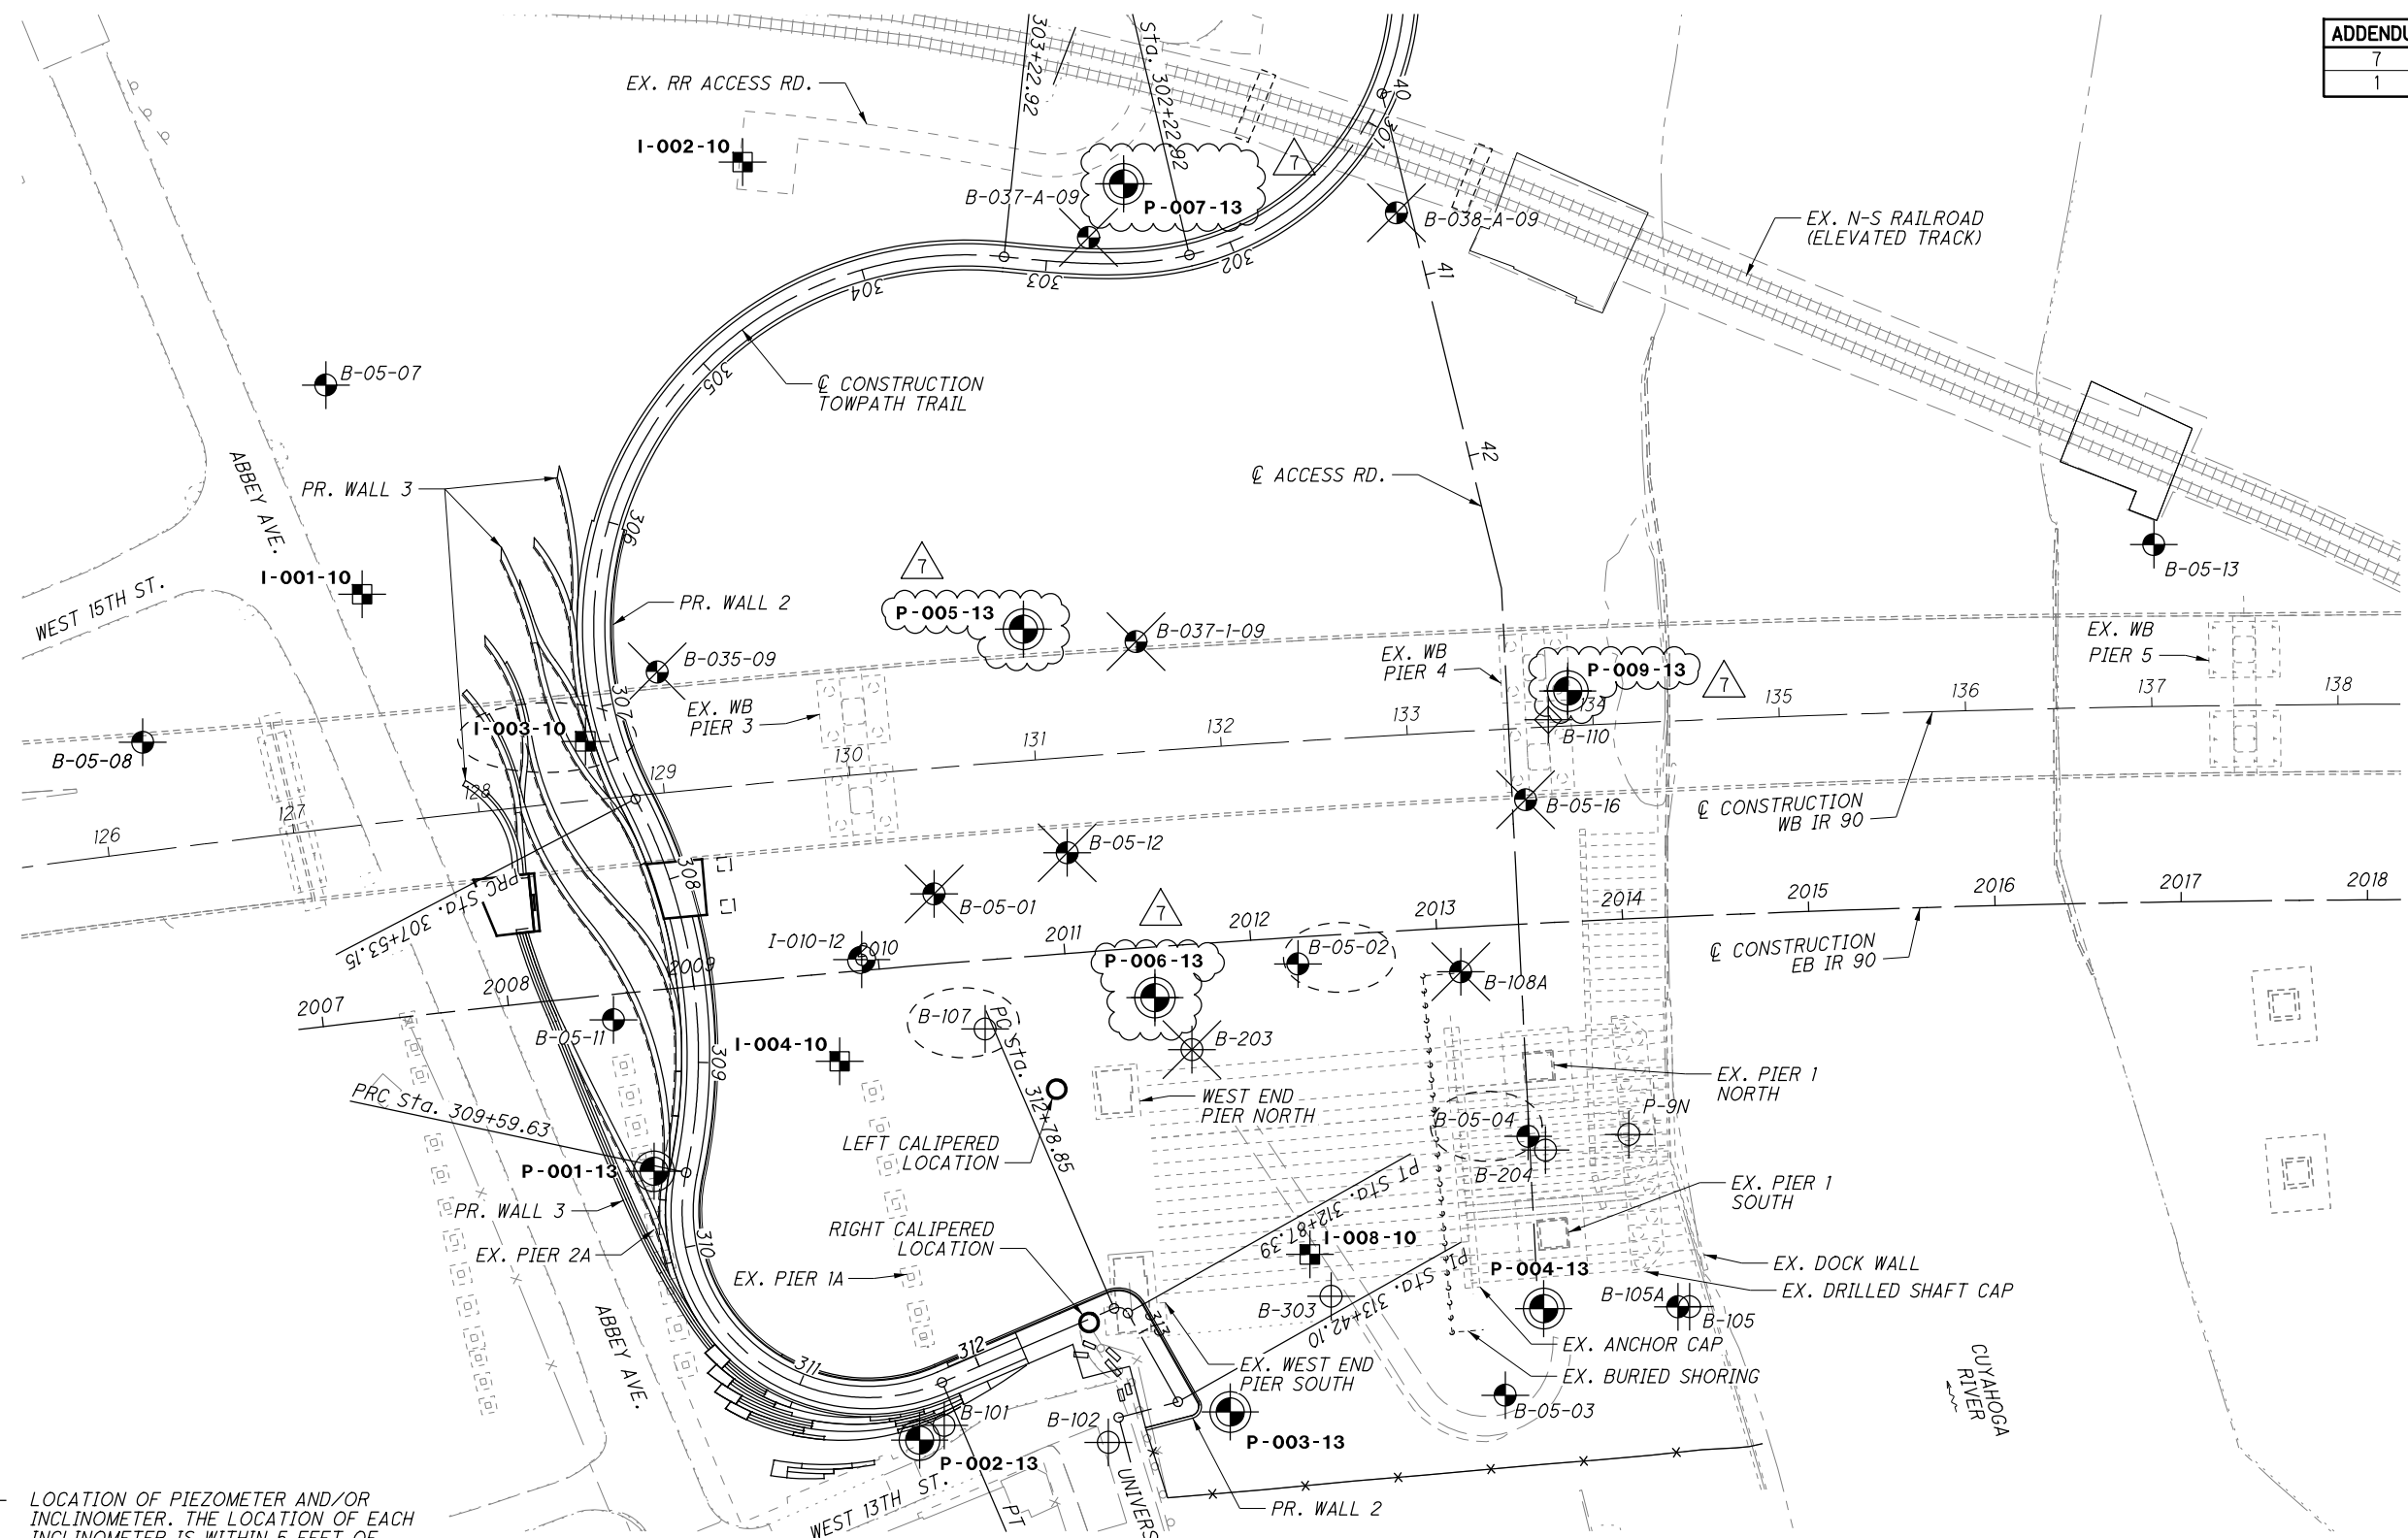 ADDENDU
7
1
303+22.92
Sta. 302+22.92
40
301
EX. RR ACCESS RD.
I-002-10
7
B-037-A-09
P-007-13
B-038-A-09
EX. N-S RAILROAD
(ELEVATED TRACK)
302
303
304
41
305
B-05-07
℄ CONSTRUCTION
TOWPATH TRAIL
42
℄ ACCESS RD.
ABBEY AVE.
PR. WALL 3
306
B-05-13
7
I-001-10
WEST 15TH ST.
PR. WALL 2
P-005-13
B-037-1-09
B-035-09
EX. WB
PIER 4
P-009-13
7
EX. WB
PIER 5
307
EX. WB
PIER 3
I-003-10
B-05-08
126
127
128
129
130
131
132
133
134
135
136
137
138
B-110
B-05-16
℄ CONSTRUCTION
WB IR 90
B-05-12
308
PRC Sta. 307+53.15
B-05-01
7
2007
2008
2009
2010
2011
2012
2013
2014
2015
2016
2017
2018
I-010-12
P-006-13
B-05-02
B-108A
℄ CONSTRUCTION
EB IR 90
B-05-11
B-107
PC Sta. 312+78.85
B-203
I-004-10
309
WEST END
PIER NORTH
EX. PIER 1
NORTH
P-9N
B-05-04
B-204
PRC Sta. 309+59.63
LEFT CALIPERED
LOCATION
P-001-13
PT Sta. 312+87.39
EX. PIER 1
SOUTH
PR. WALL 3
RIGHT CALIPERED
LOCATION
310
EX. PIER 2A
EX. PIER 1A
I-008-10
PI Sta. 313+42.10
P-004-13
EX. DOCK WALL
EX. DRILLED SHAFT CAP
B-303
B-105A
B-105
313
312
311
ABBEY AVE.
EX. ANCHOR CAP
EX. WEST END
PIER SOUTH
EX. BURIED SHORING
CUYAHOGA
RIVER
B-05-03
B-101
B-102
P-003-13
P-002-13
WEST 13TH ST.
PT
UNIVERS
PR. WALL 2
LOCATION OF PIEZOMETER AND/OR
INCLINOMETER. THE LOCATION OF EACH
INCLINOMETER IS WITHIN 5 FEET OF